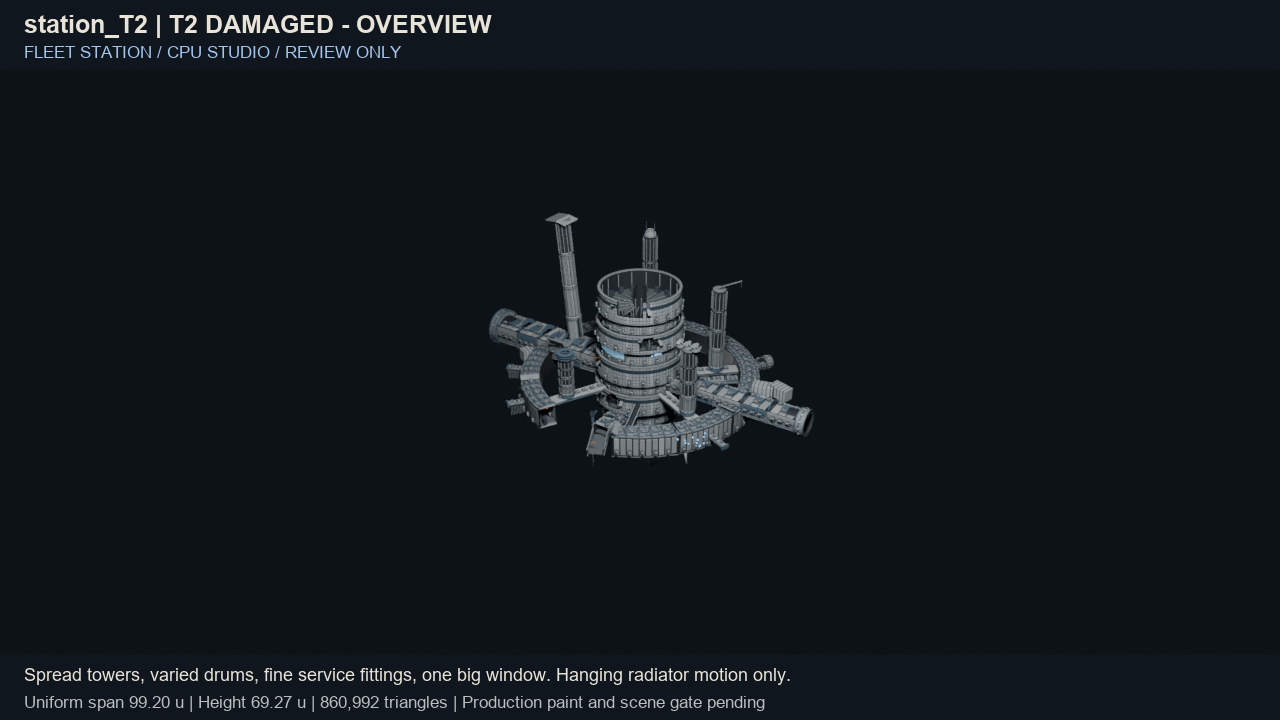 station_T2 | T2 DAMAGED - OVERVIEW
FLEET STATION / CPU STUDIO / REVIEW ONLY
Spread towers, varied drums, fine service fittings, one big window. Hanging radiator motion only.
Uniform span 99.20 u | Height 69.27 u | 860,992 triangles | Production paint and scene gate pending